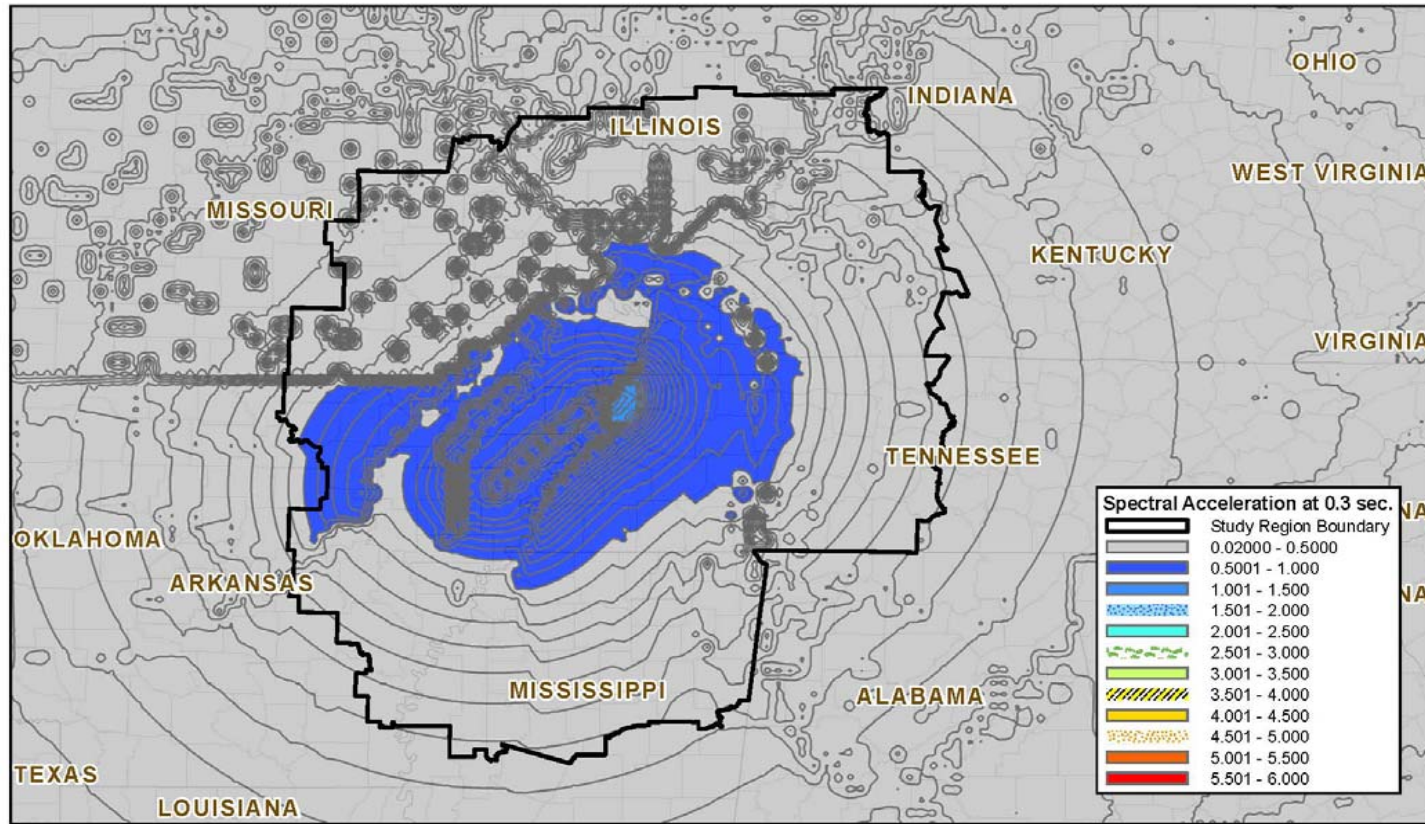 OHIO
INDIANA
ILLINOIS
WEST VIRGINIA
MISSOURI
KENTUCKY
VIRGINIA
TENNESSEE
OKLAHOMA
ARKANSAS
MISSISSIPPI
ALABAMA
TEXAS
LOUISIANA
NA
NA
Spectral Acceleration at 0.3 sec.
Study Region Boundary
0.02000 - 0.5000
0.5001 - 1.000
1.001 - 1.500
1.501 - 2.000
2.001 - 2.500
2.501 - 3.000
3.001 - 3.500
3.501 - 4.000
4.001 - 4.500
4.501 - 5.000
5.001 - 5.500
5.501 - 6.000